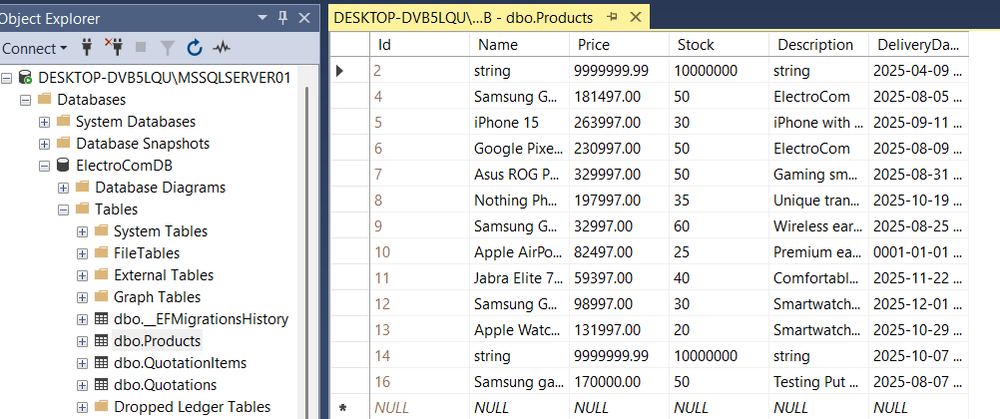 Object Explorer
Connect
DESKTOP-DVB5LQU\MSSQLSERVER01
Databases
System Databases
Database Snapshots
ElectroComDB
Database Diagrams
Tables
System Tables
FileTables
External Tables
Graph Tables
dbo.__EFMigrationsHistory
dbo.Products
dbo.QuotationItems
dbo.Quotations
Dropped Ledger Tables
DESKTOP-DVB5LQU\...B - dbo.Products
Id Name Price Stock Description DeliveryDa...
2 string 9999999.99 10000000 string 2025-04-09 ...
4 Samsung G... 181497.00 50 ElectroCom 2025-08-05 ...
5 iPhone 15 263997.00 30 iPhone with ... 2025-09-11 ...
6 Google Pixe... 230997.00 50 ElectroCom 2025-08-09 ...
7 Asus ROG P... 329997.00 50 Gaming sm... 2025-08-31 ...
8 Nothing Ph... 197997.00 35 Unique tran... 2025-10-19 ...
9 Samsung G... 32997.00 60 Wireless ear... 2025-08-25 ...
10 Apple AirPo... 82497.00 25 Premium ea... 0001-01-01 ...
11 Jabra Elite 7... 59397.00 40 Comfortabl... 2025-11-22 ...
12 Samsung G... 98997.00 30 Smartwatch... 2025-12-01 ...
13 Apple Watc... 131997.00 20 Smartwatch... 2025-10-29 ...
14 string 9999999.99 10000000 string 2025-10-07 ...
16 Samsung ga... 170000.00 50 Testing Put ... 2025-08-07 ...
NULL NULL NULL NULL NULL NULL